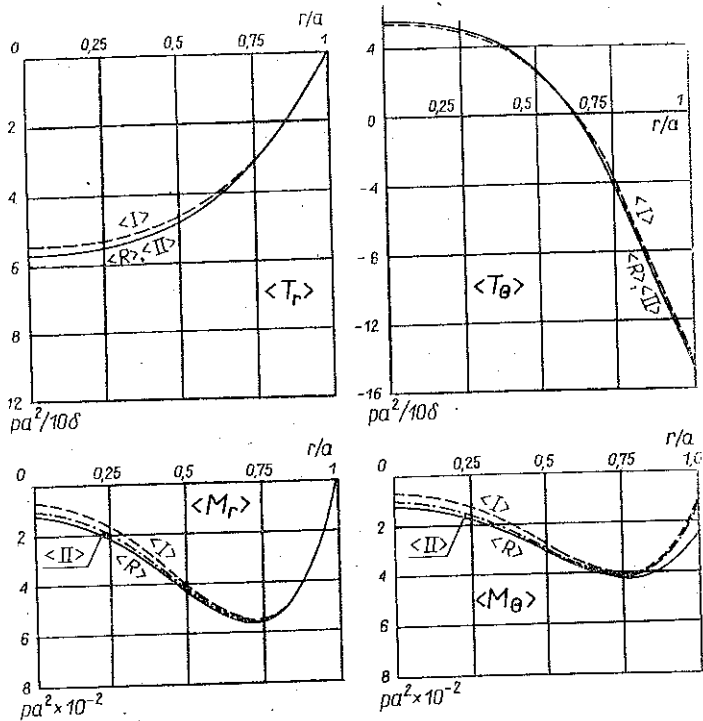 r/a
0 0,25 0,5 0,75 1
2
4
6
8
12
<I>
<R>,<II>
<T_r>
pa²/10δ
4
0
-4
-8
-12
-16
0,25 0,5 0,75 1
r/a
<I>
<R>,<II>
<T_θ>
pa²/10δ
r/a
0 0,25 0,5 0,75 1
2
4
6
8
<M_r>
<I>
<II>
<R>
pa²×10⁻²
r/a
0 0,25 0,5 0,75 1,0
2
4
6
8
<I>
<II>
<R>
<M_θ>
pa²×10⁻²